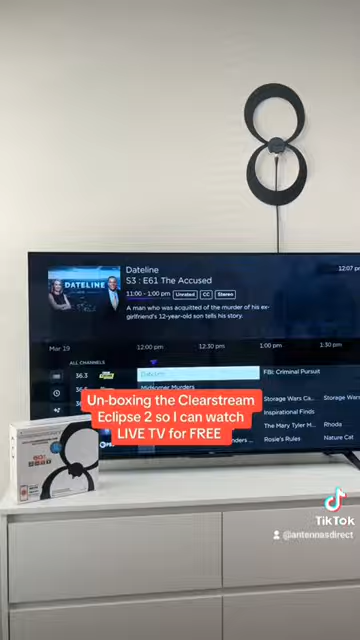 12:07 pm
Dateline
S3 : E61 The Accused
11:00 - 1:00 pm Unrated CC Stereo
A man who was acquitted of the murder of his ex-
girlfriend's 12-year-old son tells his story.
DATELINE
Mar 19 12:00 pm 12:30 pm 1:00 pm 1:30 pm
ALL CHANNELS
36.3 Dateline FBI: Criminal Pursuit
36.5 Midsomer Murders
Storage Wars Storage Wars
Inspirational Finds
The Mary Tyler M Rhoda
Rosie's Rules Nature Cat
Un-boxing the Clearstream
Eclipse 2 so I can watch
LIVE TV for FREE
60+
TikTok
@antennasdirect